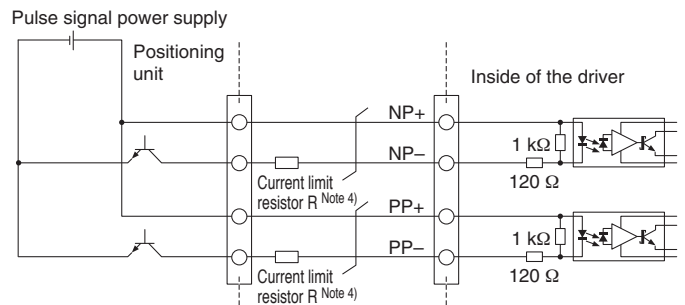 Pulse signal power supply
Positioning
unit
Inside of the driver
NP+
NP−
1 kΩ
120 Ω
Current limit
resistor R Note 4)
PP+
PP−
1 kΩ
120 Ω
Current limit
resistor R Note 4)